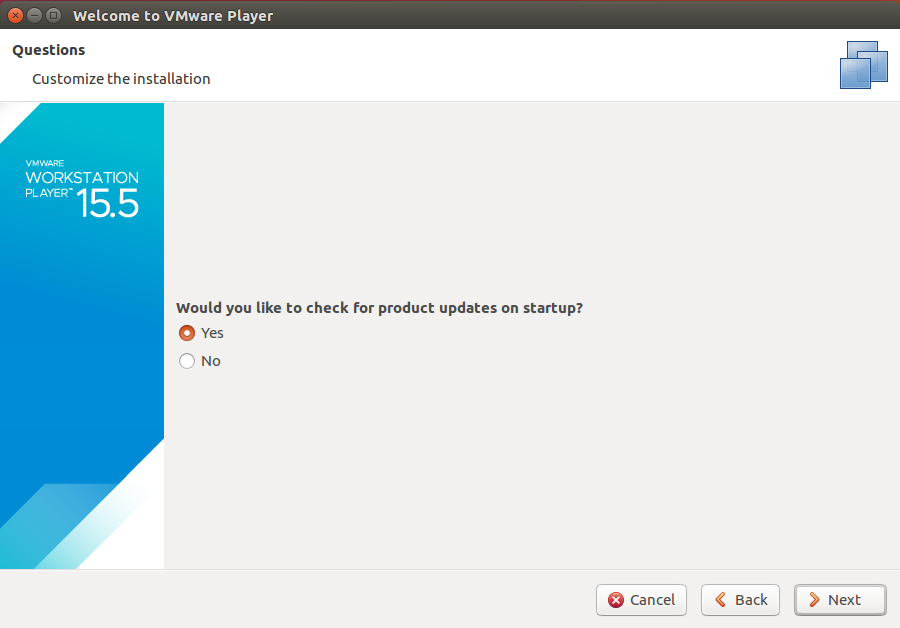 Welcome to VMware Player
Questions
Customize the installation
VMWARE
WORKSTATION
PLAYER™ 15.5
Would you like to check for product updates on startup?
Yes
No
Cancel
Back
Next